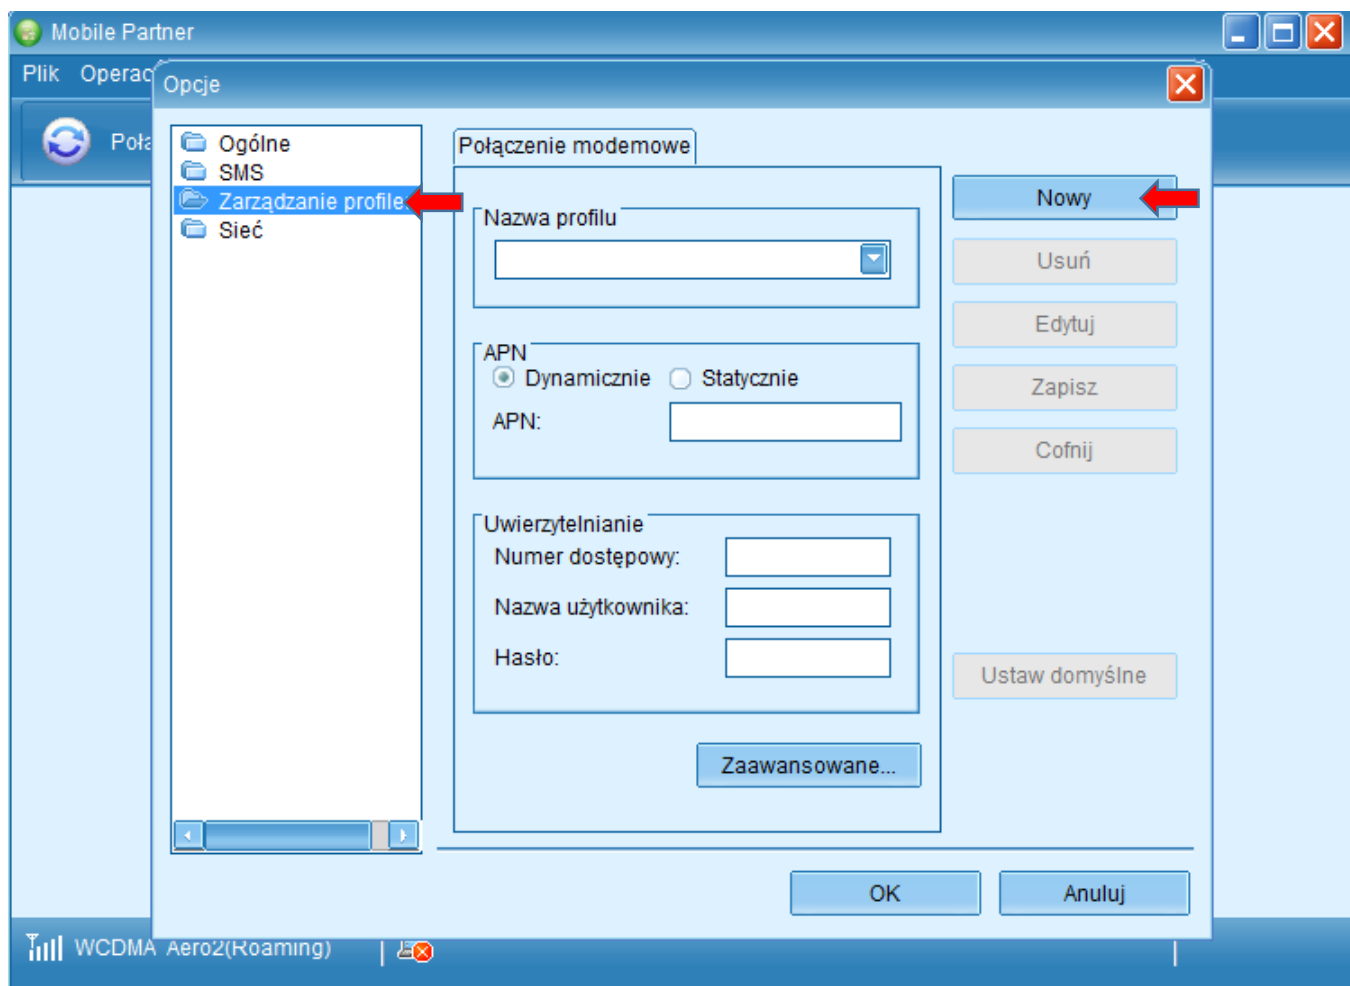 Mobile Partner
Plik Operac
Opcje
Poła
Ogólne
SMS
Zarządzanie profile
Sieć
Połączenie modemowe
Nazwa profilu
APN
Dynamicznie Statycznie
APN:
Uwierzytelnianie
Numer dostępowy:
Nazwa użytkownika:
Hasło:
Zaawansowane...
Nowy
Usuń
Edytuj
Zapisz
Cofnij
Ustaw domyślne
OK Anuluj
WCDMA Aero2(Roaming)